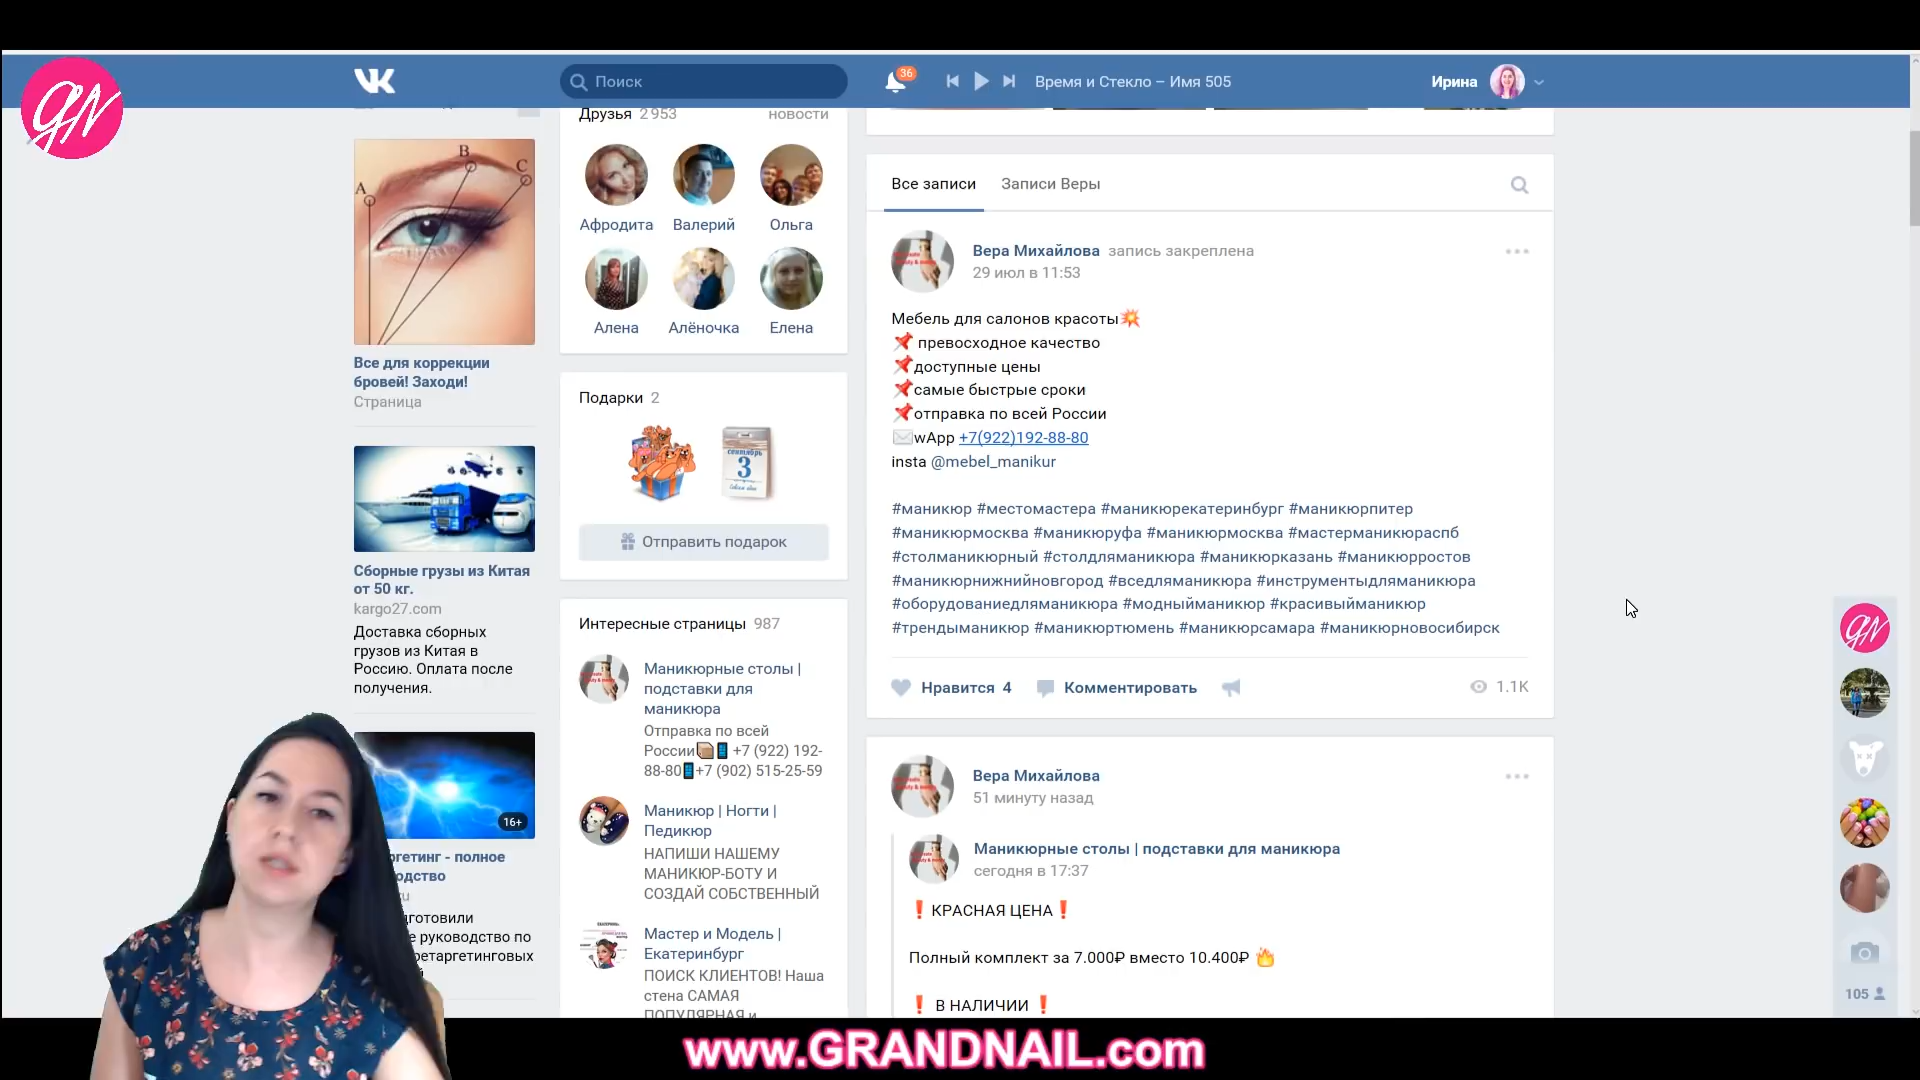 GN
Поиск
36
Время и Стекло – Имя 505
Ирина
A
B
C
Все для коррекции
бровей! Заходи!
Страница
Сборные грузы из Китая
от 50 кг.
kargo27.com
Доставка сборных
грузов из Китая в
Россию. Оплата после
получения.
16+
полное
Друзья 2 953
новости
Афродита
Валерий
Ольга
Алена
Алёночка
Елена
Подарки 2
сентябрь
3
Отправить подарок
Интересные страницы 987
Маникюрные столы |
подставки для
маникюра
Отправка по всей
России📦📱 +7 (922) 192-
88-80📱+7 (902) 515-25-59
Маникюр | Ногти |
Педикюр
НАПИШИ НАШЕМУ
МАНИКЮР-БОТУ И
СОЗДАЙ СОБСТВЕННЫЙ
Мастер и Модель |
Екатеринбург
ПОИСК КЛИЕНТОВ! Наша
стена САМАЯ
ПОПУЛЯРНАЯ и
Все записи
Записи Веры
Вера Михайлова запись закреплена
29 июл в 11:53
Мебель для салонов красоты💥
📌 превосходное качество
📌доступные цены
📌самые быстрые сроки
📌отправка по всей России
✉wApp +7(922)192-88-80
insta @mebel_manikur
#маникюр #местомастера #маникюрекатеринбург #маникюрпитер
#маникюрмосква #маникюруфа #маникюрмосква #мастерманикюраспб
#столманикюрный #столдляманикюра #маникюрказань #маникюрростов
#маникюрнижнийновгород #вседляманикюра #инструментыдляманикюра
#оборудованиедляманикюра #модныйманикюр #красивыйманикюр
#трендыманикюр #маникюртюмень #маникюрсамара #маникюрновосибирск
Нравится 4
Комментировать
1.1K
Вера Михайлова
51 минуту назад
Маникюрные столы | подставки для маникюра
сегодня в 17:37
❗КРАСНАЯ ЦЕНА❗
Полный комплект за 7.000₽ вместо 10.400₽ 🔥
❗ В НАЛИЧИИ ❗
GN
105
www.GRANDNAIL.com